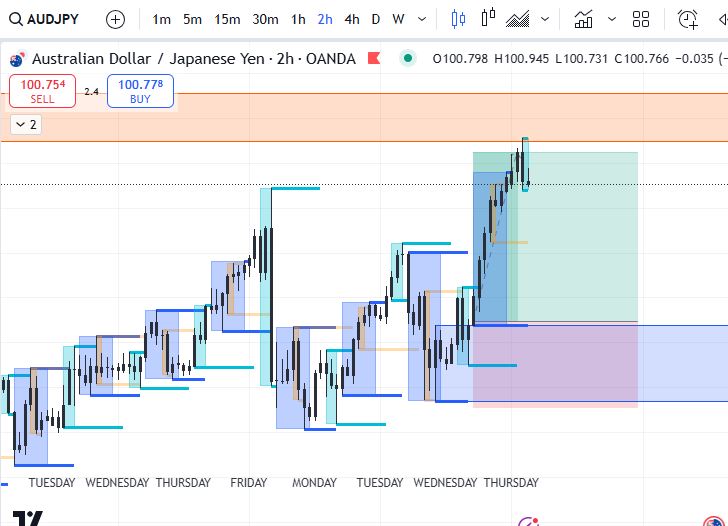 AUDJPY 1m 5m 15m 30m 1h 2h 4h D W
Australian Dollar / Japanese Yen · 2h · OANDA O100.798 H100.945 L100.731 C100.766 −0.035 (−
100.754 2.4 100.778
SELL BUY
2
TUESDAY WEDNESDAY THURSDAY FRIDAY MONDAY TUESDAY WEDNESDAY THURSDAY